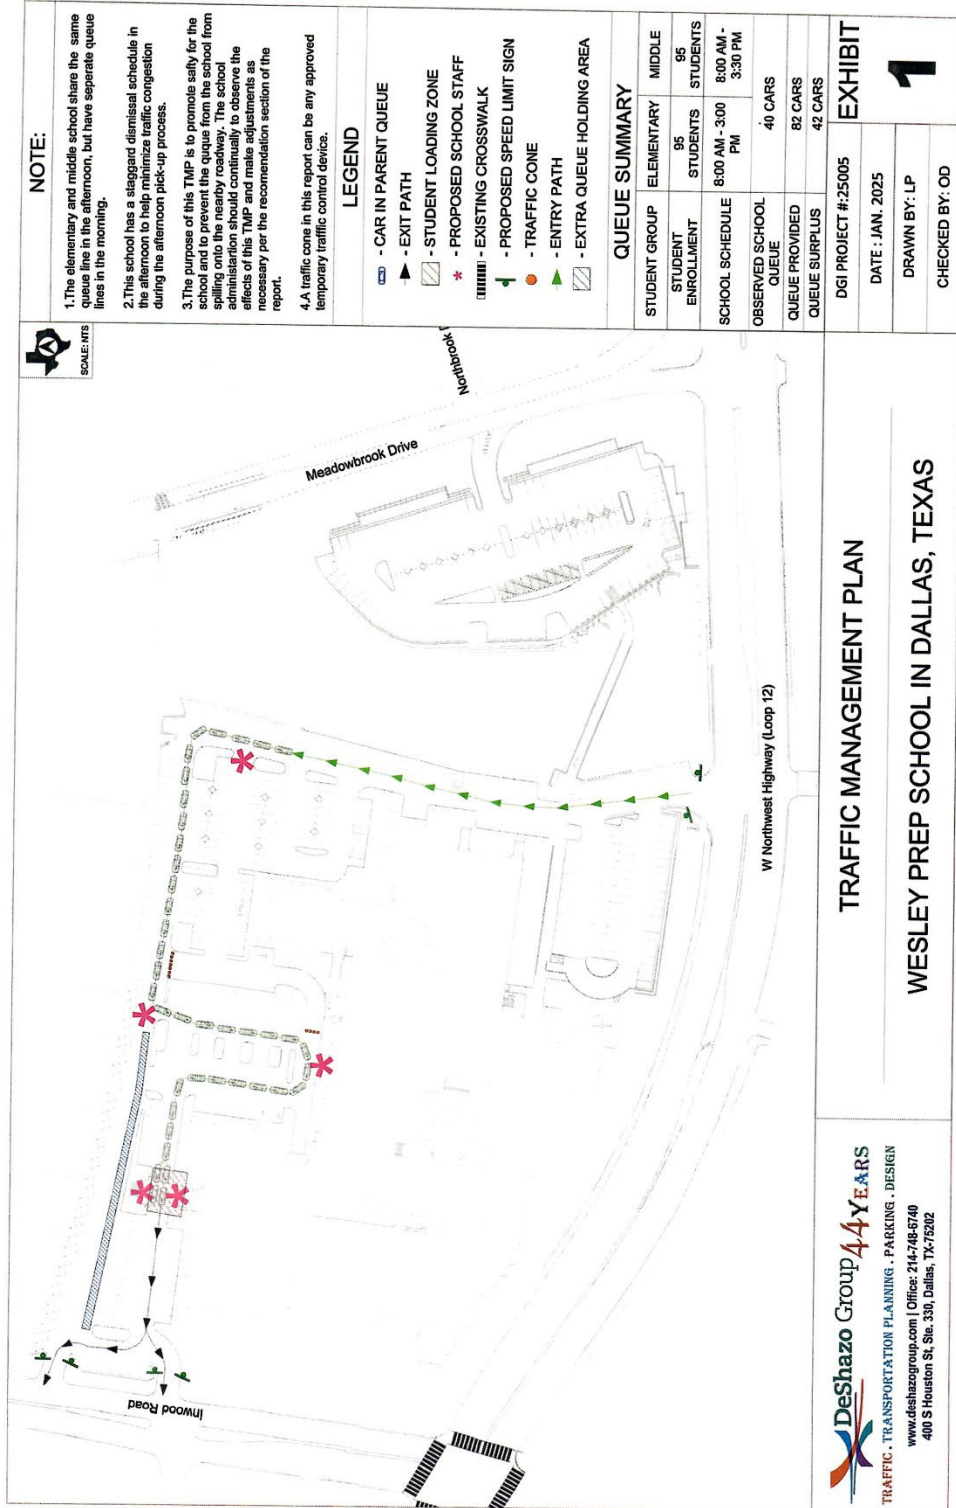 NOTE:
1.The elementary and middle school share the same
queue line in the afternoon, but have seperate queue
lines in the morning.
2.This school has a staggard dismissal schedule in
the afternoon to help minimize traffic congestion
during the afternoon pick-up process.
3.The purpose of this TMP is to promote safty for the
school and to prevent the quque from the school from
spilling onto the nearby roadway. The school
administartion should continually to observe the
effects of this TMP and make adjustments as
necessary per the recomendation section of the
report.
4.A traffic cone in this report can be any approved
temporary trafffic control device.
SCALE: NTS
LEGEND
- CAR IN PARENT QUEUE
- EXIT PATH
- STUDENT LOADING ZONE
- PROPOSED SCHOOL STAFF
- EXISTING CROSSWALK
- PROPOSED SPEED LIMIT SIGN
- TRAFFIC CONE
- ENTRY PATH
- EXTRA QUEUE HOLDING AREA
QUEUE SUMMARY
STUDENT GROUP ELEMENTARY MIDDLE
STUDENT ENROLLMENT 95 STUDENTS 95 STUDENTS
SCHOOL SCHEDULE 8:00 AM - 3:00 PM 8:00 AM - 3:30 PM
OBSERVED SCHOOL QUEUE 40 CARS
QUEUE PROVIDED 82 CARS
QUEUE SURPLUS 42 CARS
DGI PROJECT #:25005
DATE : JAN. 2025
DRAWN BY: LP
CHECKED BY: OD
EXHIBIT
1
Meadowbrook Drive
Northbrook
W Northwest Highway (Loop 12)
Inwood Road
TRAFFIC MANAGEMENT PLAN
WESLEY PREP SCHOOL IN DALLAS, TEXAS
DeShazo Group 44 YEARS
TRAFFIC . TRANSPORTATION PLANNING . PARKING . DESIGN
www.deshazogroup.com | Office: 214-748-6740
400 S Houston St, Ste. 330, Dallas, TX-75202